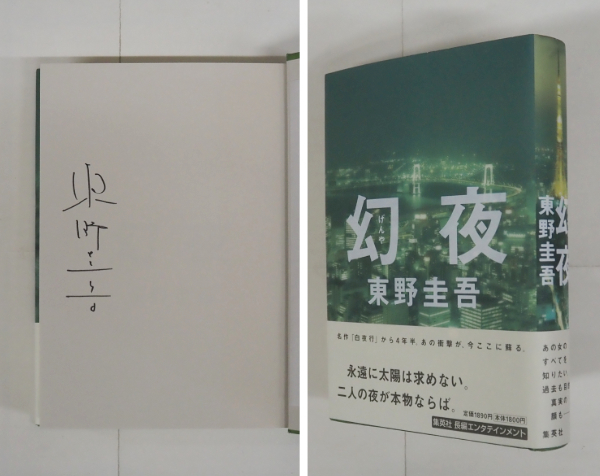 東野圭吾
幻夜
げんや
東野圭吾
名作「白夜行」から4年半。あの衝撃が、今ここに蘇る。
永遠に太陽は求めない。
二人の夜が本物ならば。
定価1890円 本体1800円
集英社 長編エンタテインメント
幻夜
東野圭吾
あの女の
すべてを
知りたい
過去も
真実の
顔も
集英社